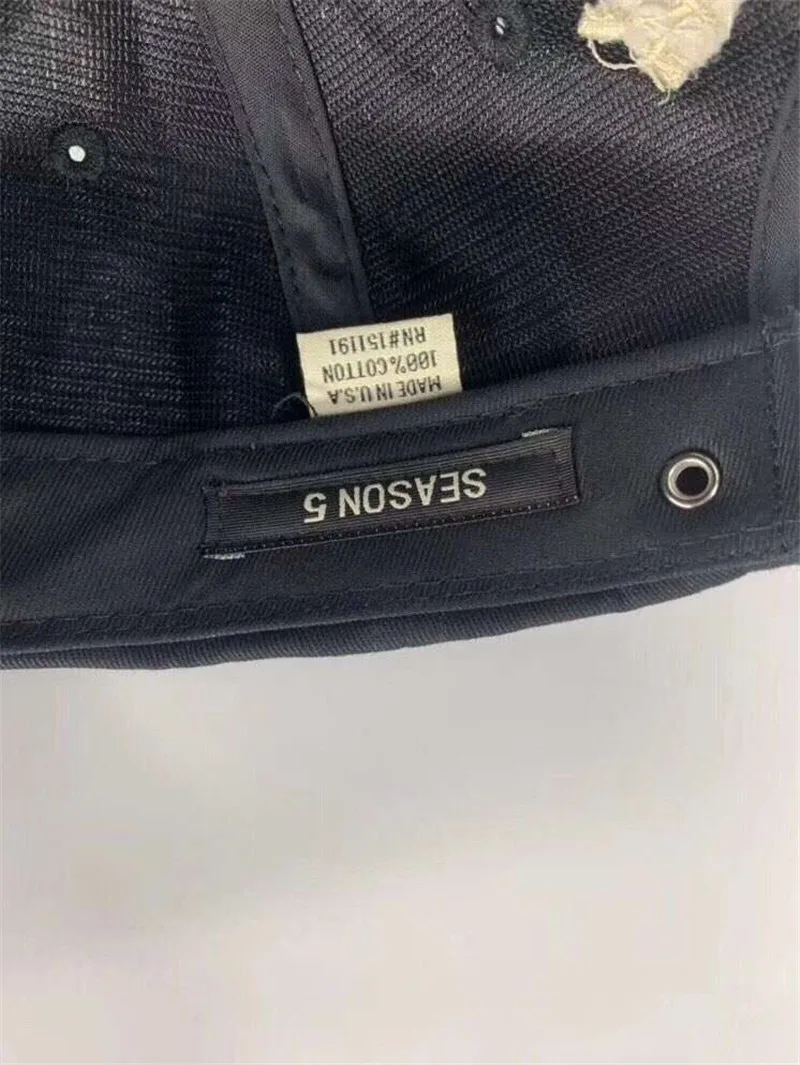 MADE IN U.S.A
100% COTTON
RN#151191
SEASON 5